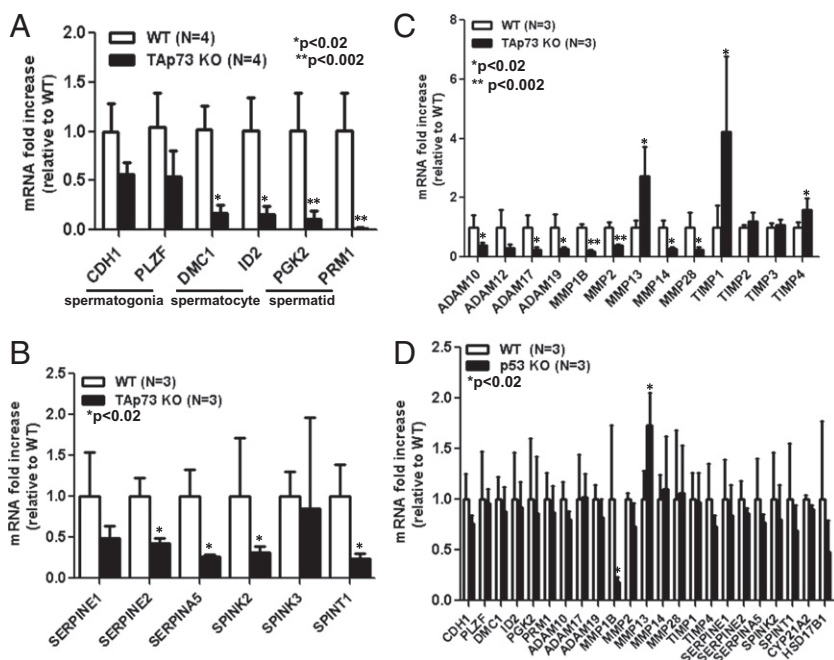 A
2.0
1.5
1.0
0.5
0.0
mRNA fold increase
(relative to WT)
WT (N=4)
TAp73 KO (N=4)
*p<0.02
**p<0.002
* * ** **
CDH1 PLZF DMC1 ID2 PGK2 PRM1
spermatogonia spermatocyte spermatid
B
2.5
2.0
1.5
1.0
0.5
0.0
mRNA fold increase
(relative to WT)
WT (N=3)
TAp73 KO (N=3)
*p<0.02
* * * *
SERPINE1 SERPINE2 SERPINA5 SPINK2 SPINK3 SPINT1
C
8
6
4
2
0
mRNA fold increase
(relative to WT)
WT (N=3)
TAp73 KO (N=3)
*p<0.02
** p<0.002
* * * ** ** * * * * *
ADAM10 ADAM12 ADAM17 ADAM19 MMP1B MMP2 MMP13 MMP14 MMP28 TIMP1 TIMP2 TIMP3 TIMP4
D
2.5
2.0
1.5
1.0
0.5
0.0
mRNA fold increase
(relative to WT)
WT (N=3)
p53 KO (N=3)
*p<0.02
* *
CDH1 PLZF DMC1 ID2 PGK2 PRM1 ADAM10 ADAM17 ADAM19 MMP1B MMP2 MMP13 MMP14 MMP28 TIMP1 TIMP4 SERPINE1 SERPINE2 SERPINA5 SPINK2 SPINT1 CYP21A2 HSD17B1